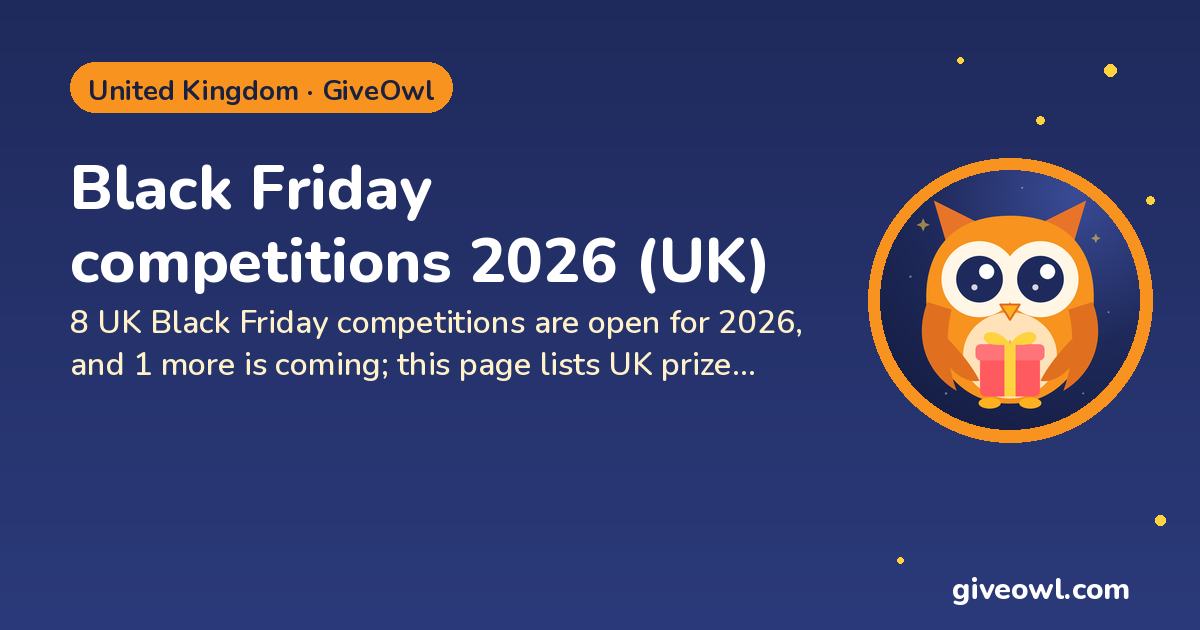 United Kingdom · GiveOwl
Black Friday
competitions 2026 (UK)
8 UK Black Friday competitions are open for 2026,
and 1 more is coming; this page lists UK prize...
giveowl.com